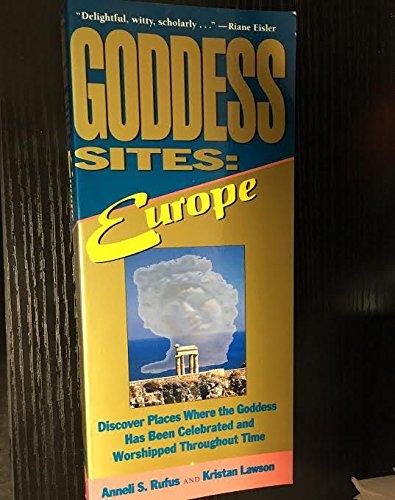 "Delightful, witty, scholarly . . ." —Riane Eisler
GODDESS
SITES:
Europe
Discover Places Where the Goddess
Has Been Celebrated and
Worshipped Throughout Time
Anneli S. Rufus AND Kristan Lawson